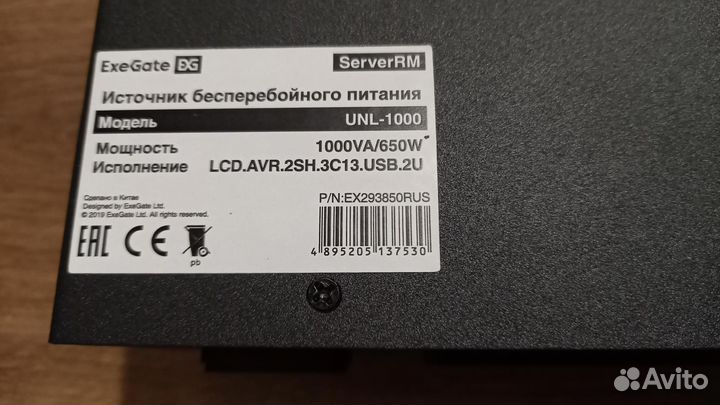 ExeGate EG
ServerRM
Источник бесперебойного питания
Модель UNL-1000
Мощность 1000VA/650W
Исполнение LCD.AVR.2SH.3C13.USB.2U
P/N:EX293850RUS
Сделано в Китае
Designed by ExeGate Ltd.
© 2019 ExeGate Ltd. All rights reserved.
EAC CE
pb
4 895205 137530
Avito